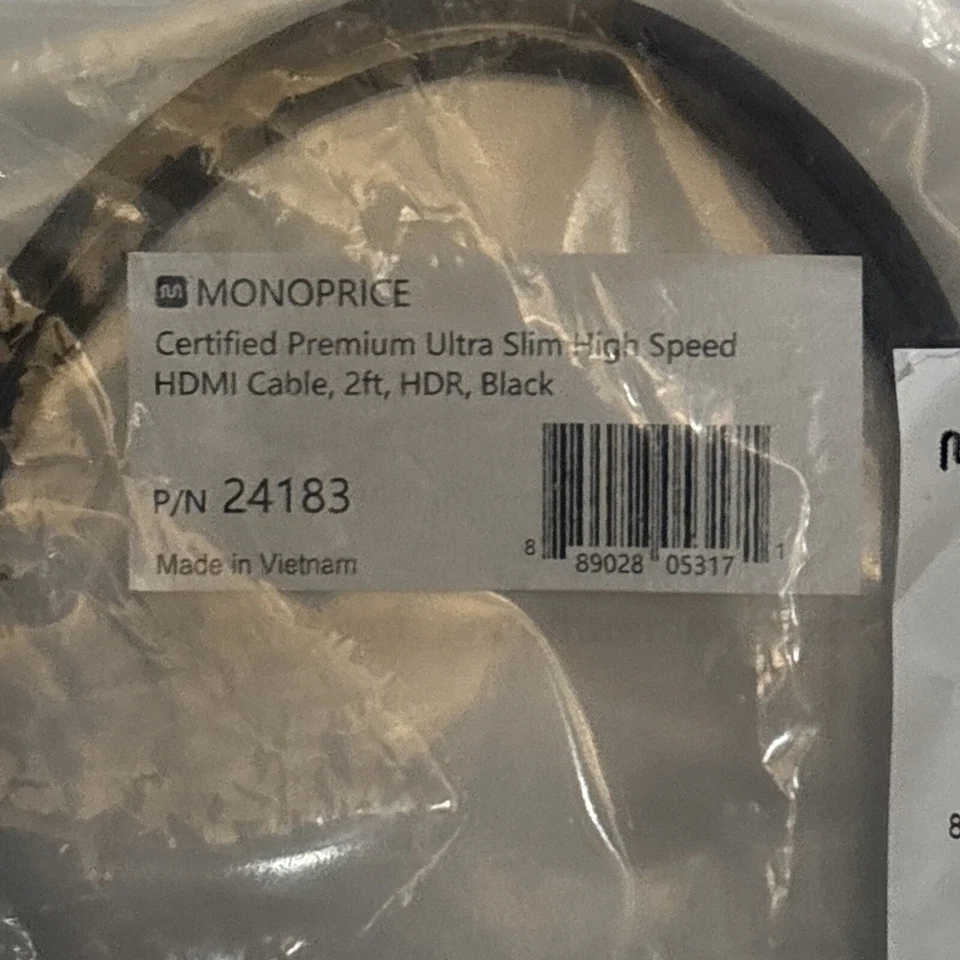 MONOPRICE
Certified Premium Ultra Slim High Speed
HDMI Cable, 2ft, HDR, Black
P/N 24183
Made in Vietnam
8 89028 05317 1
8